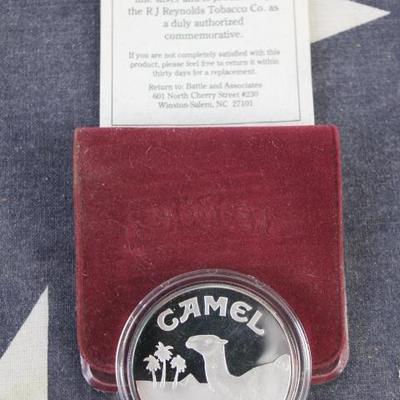 the R J Reynolds Tobacco Co. as
a duly authorized
commemorative.
If you are not completely satisfied with this
product, please feel free to return it within
thirty days for a replacement.
Return to: Battle and Associates
601 North Cherry Street #230
Winston-Salem, NC 27101
CAMEL